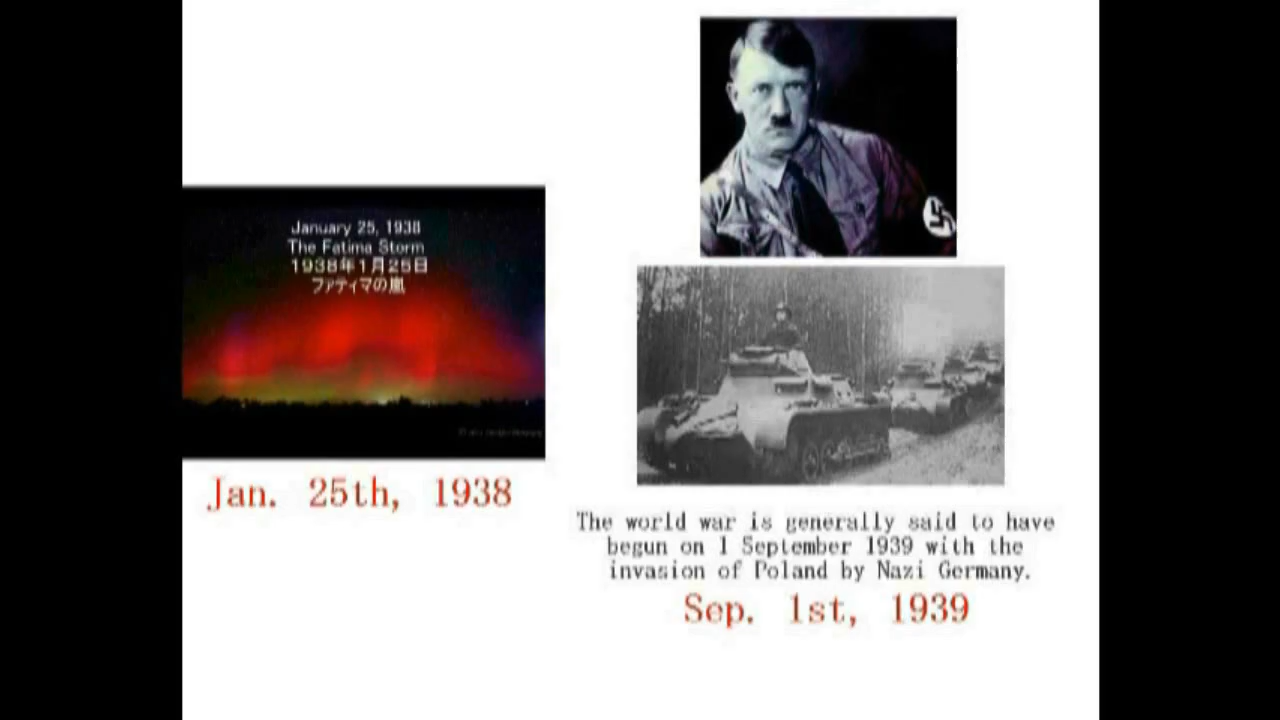 January 25, 1938
The Fatima Storm
1938年1月25日
ファティマの嵐
Jan. 25th, 1938
The world war is generally said to have
begun on 1 September 1939 with the
invasion of Poland by Nazi Germany.
Sep. 1st, 1939